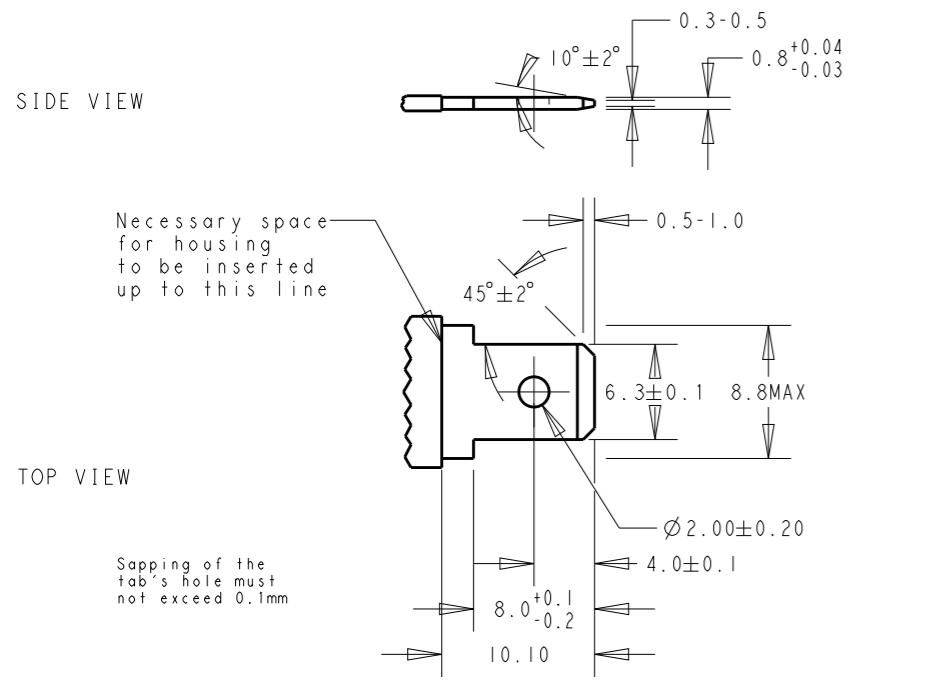 0.3-0.5
10°±2°
0.8 +0.04 -0.03
SIDE VIEW
Necessary space
for housing
to be inserted
up to this line
0.5-1.0
45°±2°
6.3±0.1
8.8MAX
TOP VIEW
Ø2.00±0.20
Sapping of the
tab's hole must
not exceed 0.1mm
4.0±0.1
8.0 +0.1 -0.2
10.10